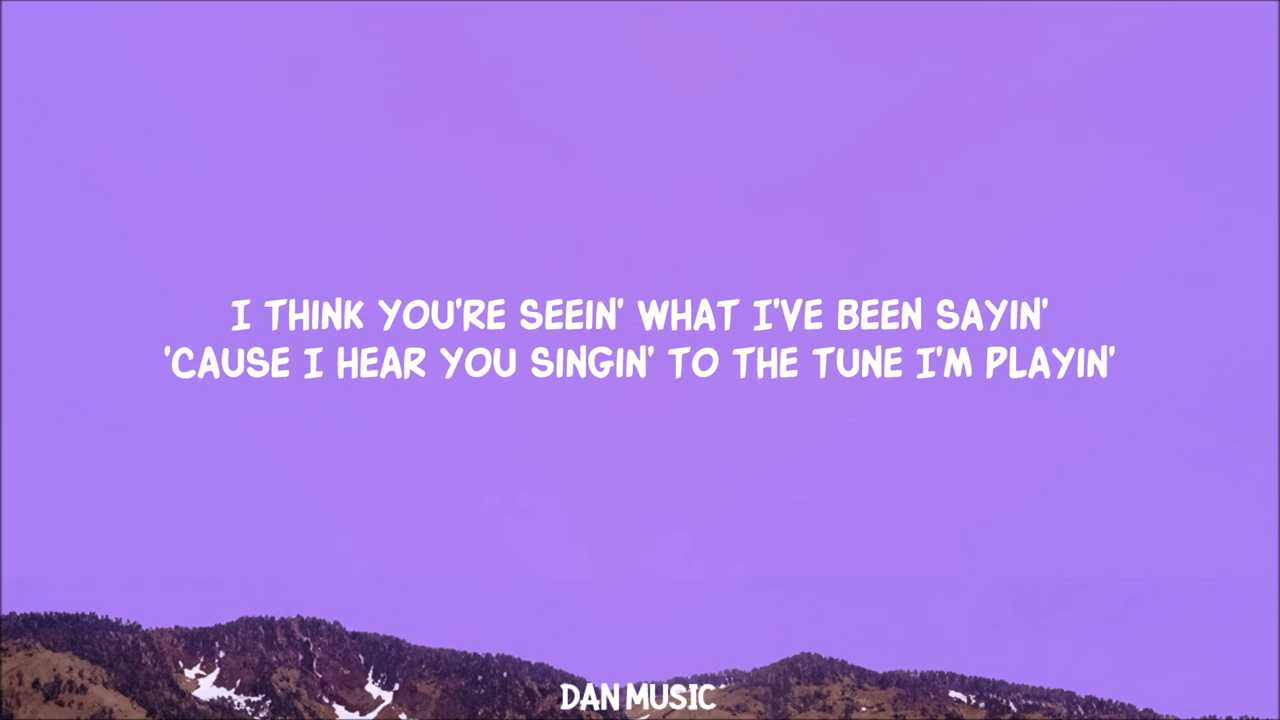 I THINK YOU'RE SEEIN' WHAT I'VE BEEN SAYIN'
'CAUSE I HEAR YOU SINGIN' TO THE TUNE I'M PLAYIN'
DAN MUSIC